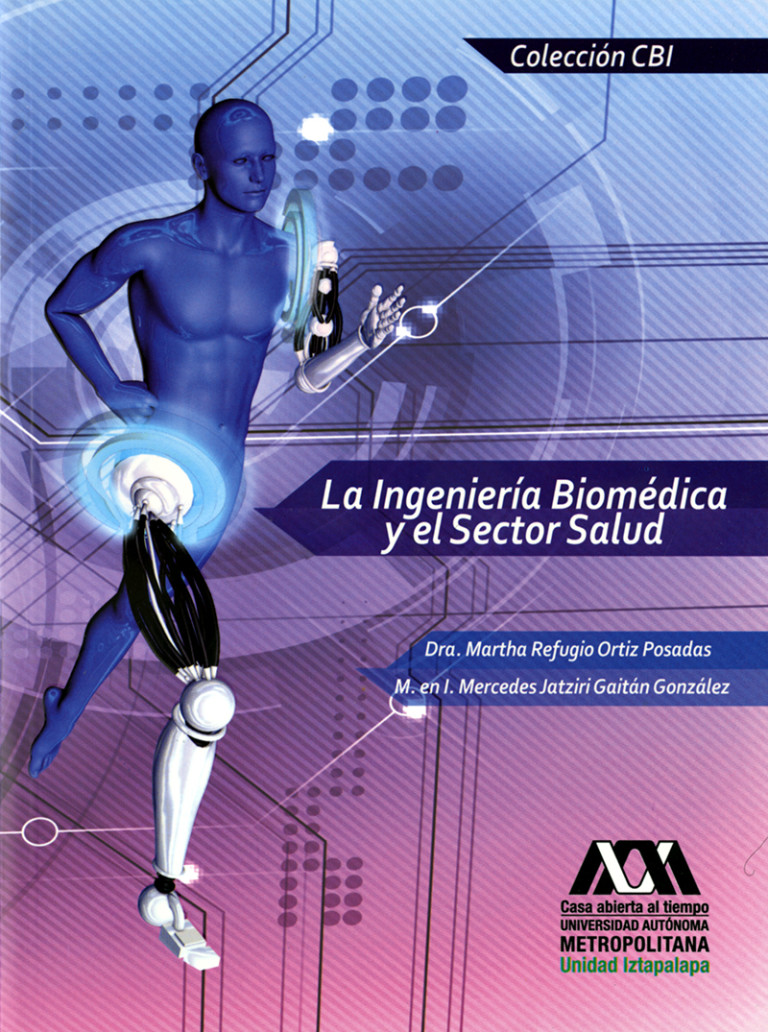 Colección CBI
La Ingeniería Biomédica
y el Sector Salud
Dra. Martha Refugio Ortiz Posadas
M. en I. Mercedes Jatziri Gaitán González
Casa abierta al tiempo
UNIVERSIDAD AUTÓNOMA
METROPOLITANA
Unidad Iztapalapa